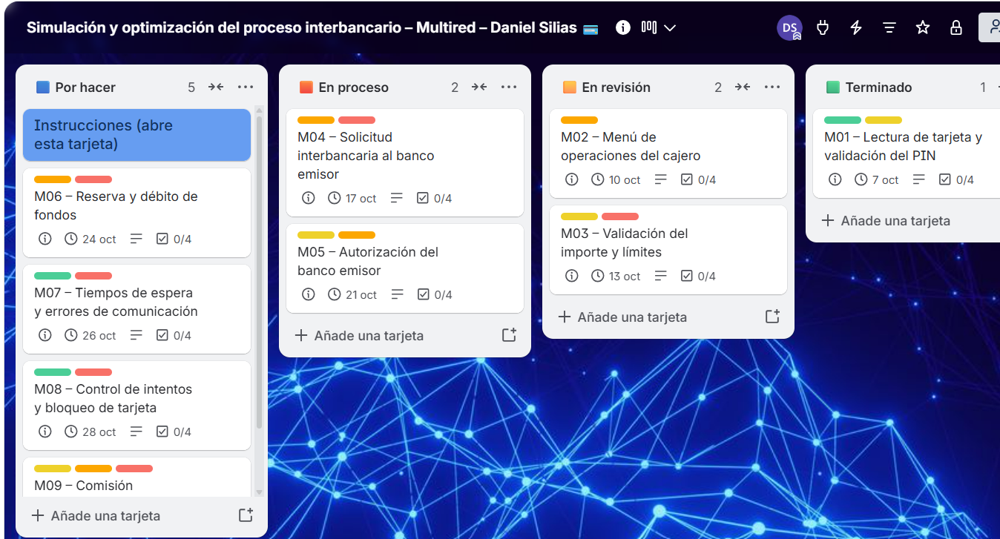 Simulación y optimización del proceso interbancario – Multired – Daniel Silias
DS
Por hacer
5
Instrucciones (abre
esta tarjeta)
M06 – Reserva y débito de
fondos
24 oct
0/4
M07 – Tiempos de espera
y errores de comunicación
26 oct
0/4
M08 – Control de intentos
y bloqueo de tarjeta
28 oct
0/4
M09 – Comisión
Añade una tarjeta
En proceso
2
M04 – Solicitud
interbancaria al banco
emisor
17 oct
0/4
M05 – Autorización del
banco emisor
21 oct
0/4
Añade una tarjeta
En revisión
2
M02 – Menú de
operaciones del cajero
10 oct
0/4
M03 – Validación del
importe y límites
13 oct
0/4
Añade una tarjeta
Terminado
1
M01 – Lectura de tarjeta y
validación del PIN
7 oct
0/4
Añade una tarjeta